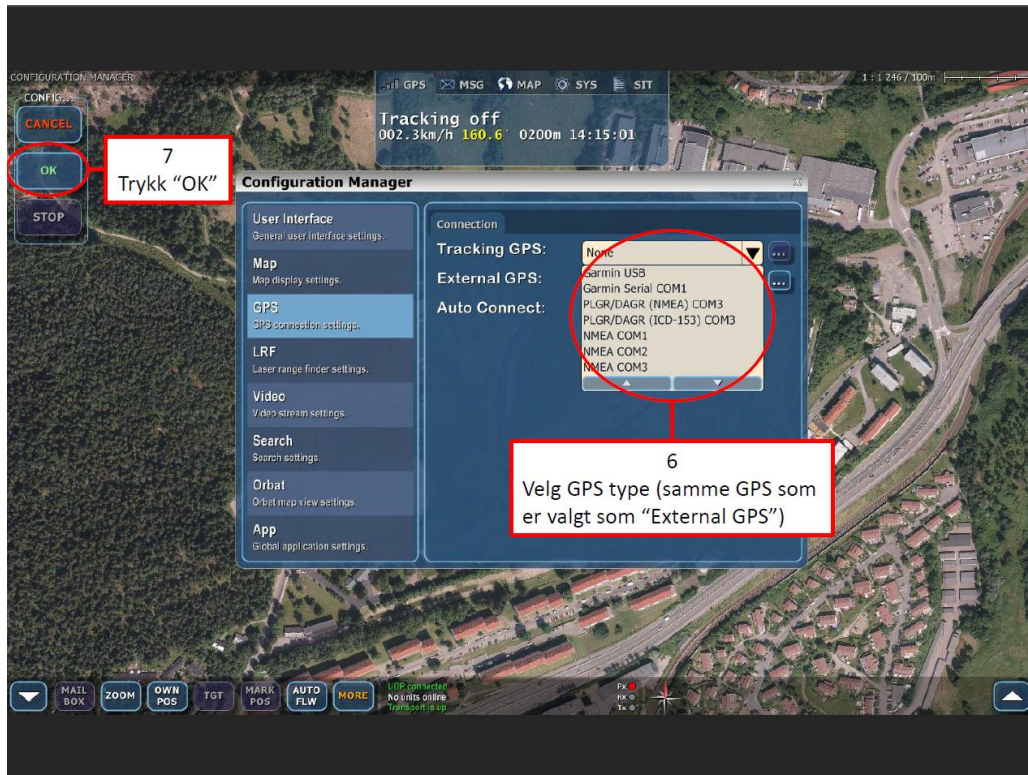 CONFIGURATION MANAGER
CONFIG...
CANCEL
OK
STOP
7
Trykk “OK”
GPS MSG MAP SYS STT
Tracking off
002.3km/h 160.6° 0200m 14:15:01
1 : 1 246 / 100m
Configuration Manager
User Interface
General user interface settings.
Map
Map display settings.
GPS
GPS connection settings.
LRF
Laser range finder settings.
Video
Video stream settings.
Search
Search settings.
Orbat
Orbat map view settings.
App
Global application settings.
Connection
Tracking GPS:
None
...
External GPS:
...
Auto Connect:
Garmin USB
Garmin Serial COM1
PLGR/DAGR (NMEA) COM3
PLGR/DAGR (ICD-153) COM3
NMEA COM1
NMEA COM2
NMEA COM3
6
Velg GPS type (samme GPS som
er valgt som “External GPS”)
MAIL
BOX
ZOOM
OWN
POS
TGT
MARK
POS
AUTO
FLW
MORE
UDP connected
No units online
Transport is up
Px
Rx
Tx